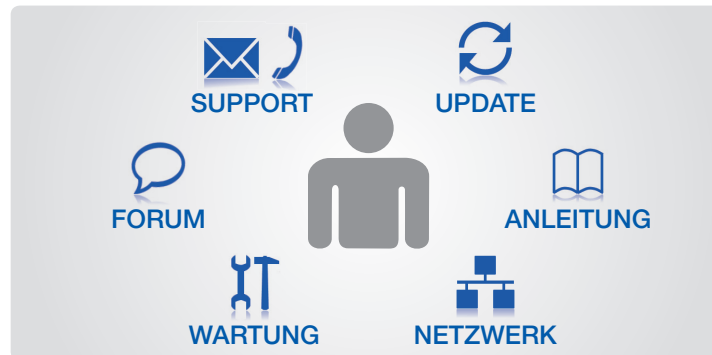 SUPPORT
UPDATE
FORUM
ANLEITUNG
WARTUNG
NETZWERK